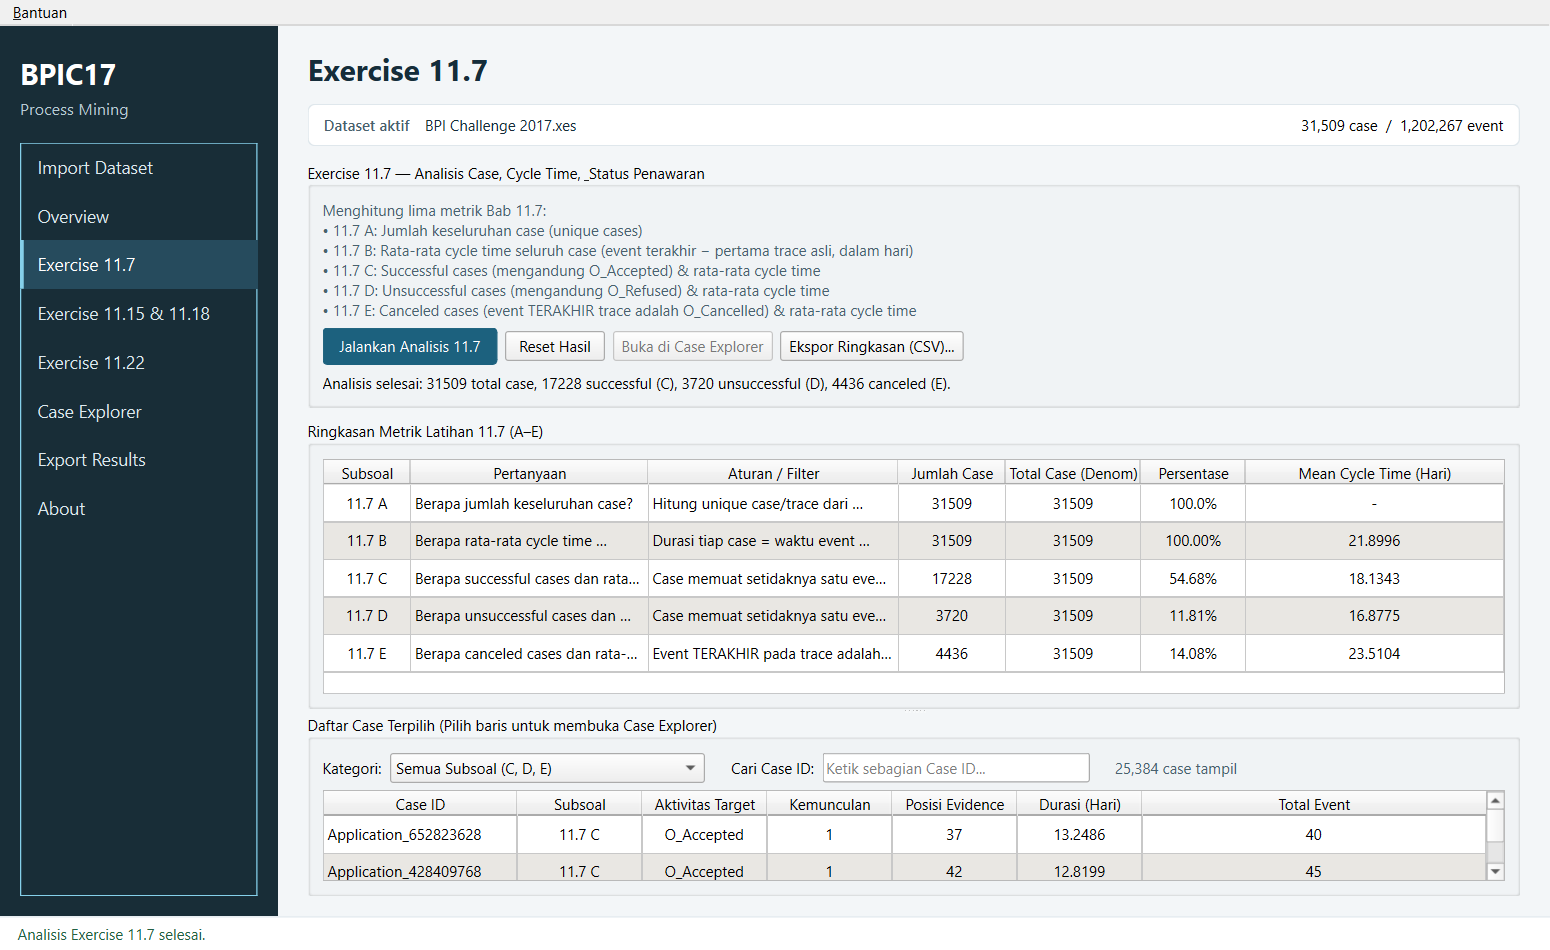 Bantuan
BPIC17
Process Mining
Import Dataset
Overview
Exercise 11.7
Exercise 11.15 & 11.18
Exercise 11.22
Case Explorer
Export Results
About
Exercise 11.7
Dataset aktif BPI Challenge 2017.xes 31,509 case / 1,202,267 event
Exercise 11.7 — Analisis Case, Cycle Time, _Status Penawaran
Menghitung lima metrik Bab 11.7:
• 11.7 A: Jumlah keseluruhan case (unique cases)
• 11.7 B: Rata-rata cycle time seluruh case (event terakhir − pertama trace asli, dalam hari)
• 11.7 C: Successful cases (mengandung O_Accepted) & rata-rata cycle time
• 11.7 D: Unsuccessful cases (mengandung O_Refused) & rata-rata cycle time
• 11.7 E: Canceled cases (event TERAKHIR trace adalah O_Cancelled) & rata-rata cycle time
Jalankan Analisis 11.7 Reset Hasil Buka di Case Explorer Ekspor Ringkasan (CSV)...
Analisis selesai: 31509 total case, 17228 successful (C), 3720 unsuccessful (D), 4436 canceled (E).
Ringkasan Metrik Latihan 11.7 (A–E)
Subsoal Pertanyaan Aturan / Filter Jumlah Case Total Case (Denom) Persentase Mean Cycle Time (Hari)
11.7 A Berapa jumlah keseluruhan case? Hitung unique case/trace dari ... 31509 31509 100.0% -
11.7 B Berapa rata-rata cycle time ... Durasi tiap case = waktu event ... 31509 31509 100.00% 21.8996
11.7 C Berapa successful cases dan rata... Case memuat setidaknya satu eve... 17228 31509 54.68% 18.1343
11.7 D Berapa unsuccessful cases dan ... Case memuat setidaknya satu eve... 3720 31509 11.81% 16.8775
11.7 E Berapa canceled cases dan rata-... Event TERAKHIR pada trace adalah... 4436 31509 14.08% 23.5104
Daftar Case Terpilih (Pilih baris untuk membuka Case Explorer)
Kategori: Semua Subsoal (C, D, E) Cari Case ID: Ketik sebagian Case ID... 25,384 case tampil
Case ID Subsoal Aktivitas Target Kemunculan Posisi Evidence Durasi (Hari) Total Event
Application_652823628 11.7 C O_Accepted 1 37 13.2486 40
Application_428409768 11.7 C O_Accepted 1 42 12.8199 45
Analisis Exercise 11.7 selesai.